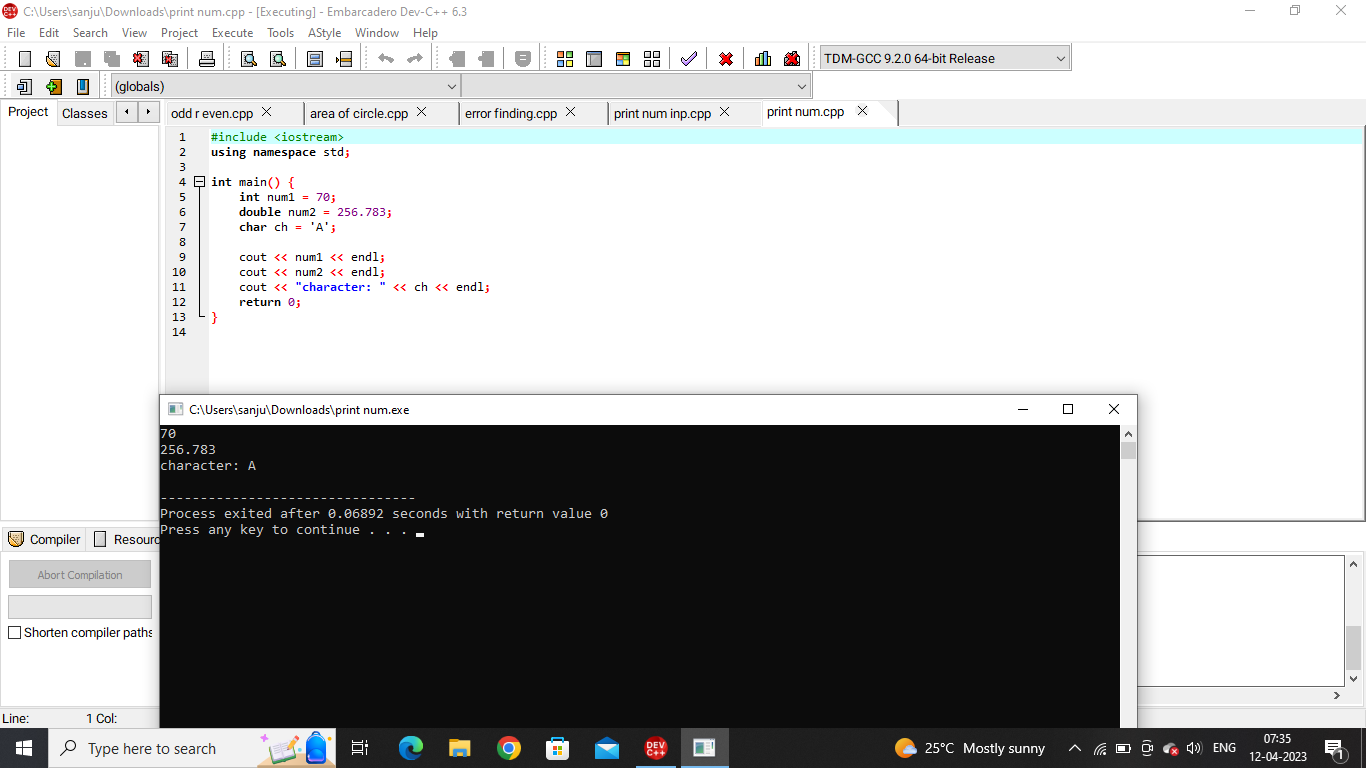 C:\Users\sanju\Downloads\print num.cpp - [Executing] - Embarcadero Dev-C++ 6.3
File Edit Search View Project Execute Tools AStyle Window Help
TDM-GCC 9.2.0 64-bit Release
(globals)
Project Classes odd r even.cpp area of circle.cpp error finding.cpp print num inp.cpp print num.cpp
1 #include <iostream>
2 using namespace std;
3
4 int main() {
5 int num1 = 70;
6 double num2 = 256.783;
7 char ch = 'A';
8
9 cout << num1 << endl;
10 cout << num2 << endl;
11 cout << "character: " << ch << endl;
12 return 0;
13 }
14
C:\Users\sanju\Downloads\print num.exe
70
256.783
character: A
--------------------------------
Process exited after 0.06892 seconds with return value 0
Press any key to continue . . .
Compiler Resourc
Abort Compilation
Shorten compiler paths
Line: 1 Col:
Type here to search
DEV C++
25°C Mostly sunny
ENG
07:35
12-04-2023
1